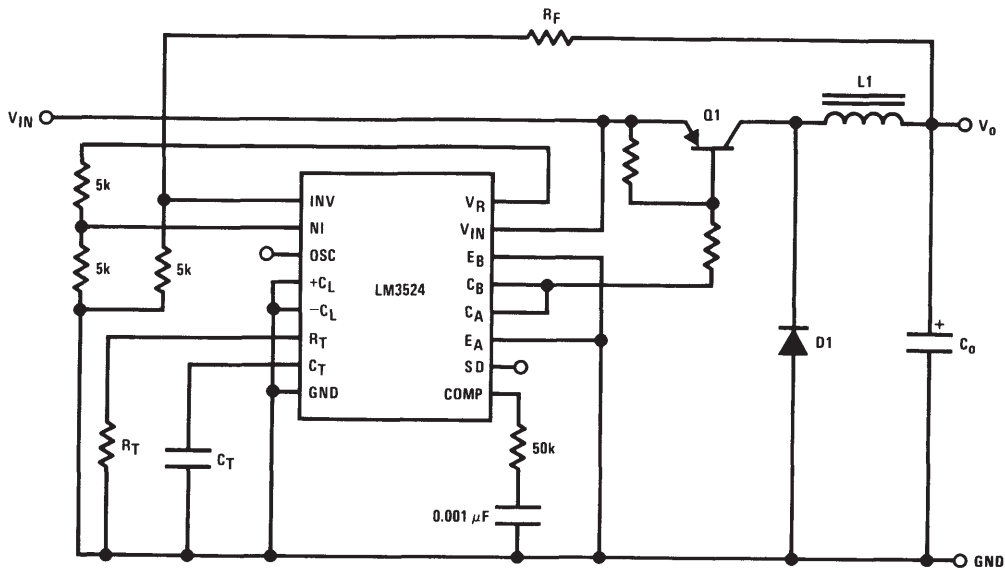 RF
L1
Q1
VIN
Vo
5k
INV
VR
NI
VIN
5k
5k
OSC
EB
+CL
LM3524
CB
−CL
CA
RT
EA
D1
+
Co
CT
SD
GND
COMP
RT
CT
50k
0.001 μF
GND